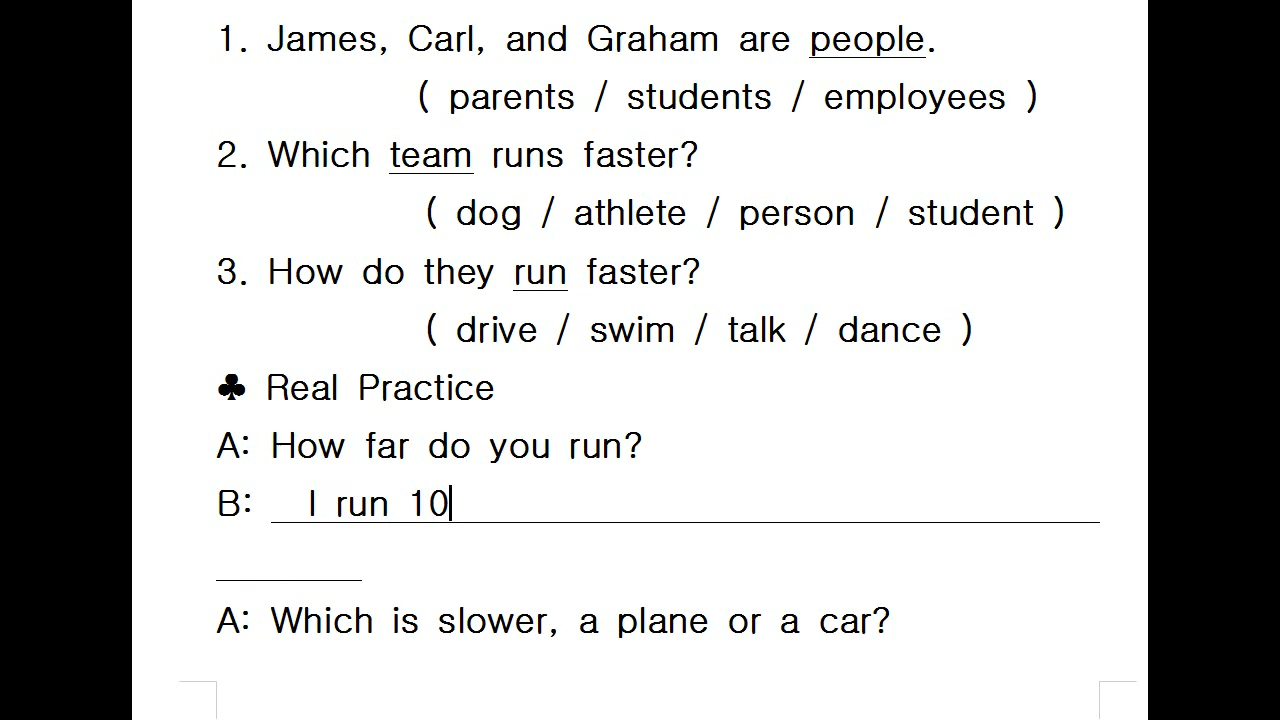 1. James, Carl, and Graham are people.
( parents / students / employees )
2. Which team runs faster?
( dog / athlete / person / student )
3. How do they run faster?
( drive / swim / talk / dance )
♣ Real Practice
A: How far do you run?
B: I run 10
A: Which is slower, a plane or a car?